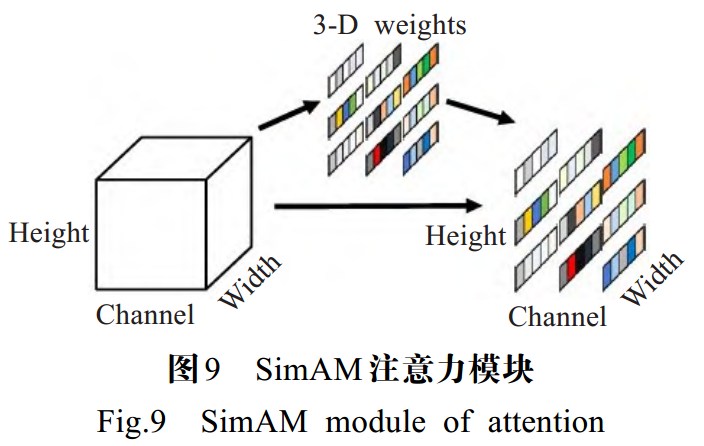 3-D weights
Height
Width
Channel
Height
Width
Channel
图9 SimAM注意力模块
Fig.9 SimAM module of attention